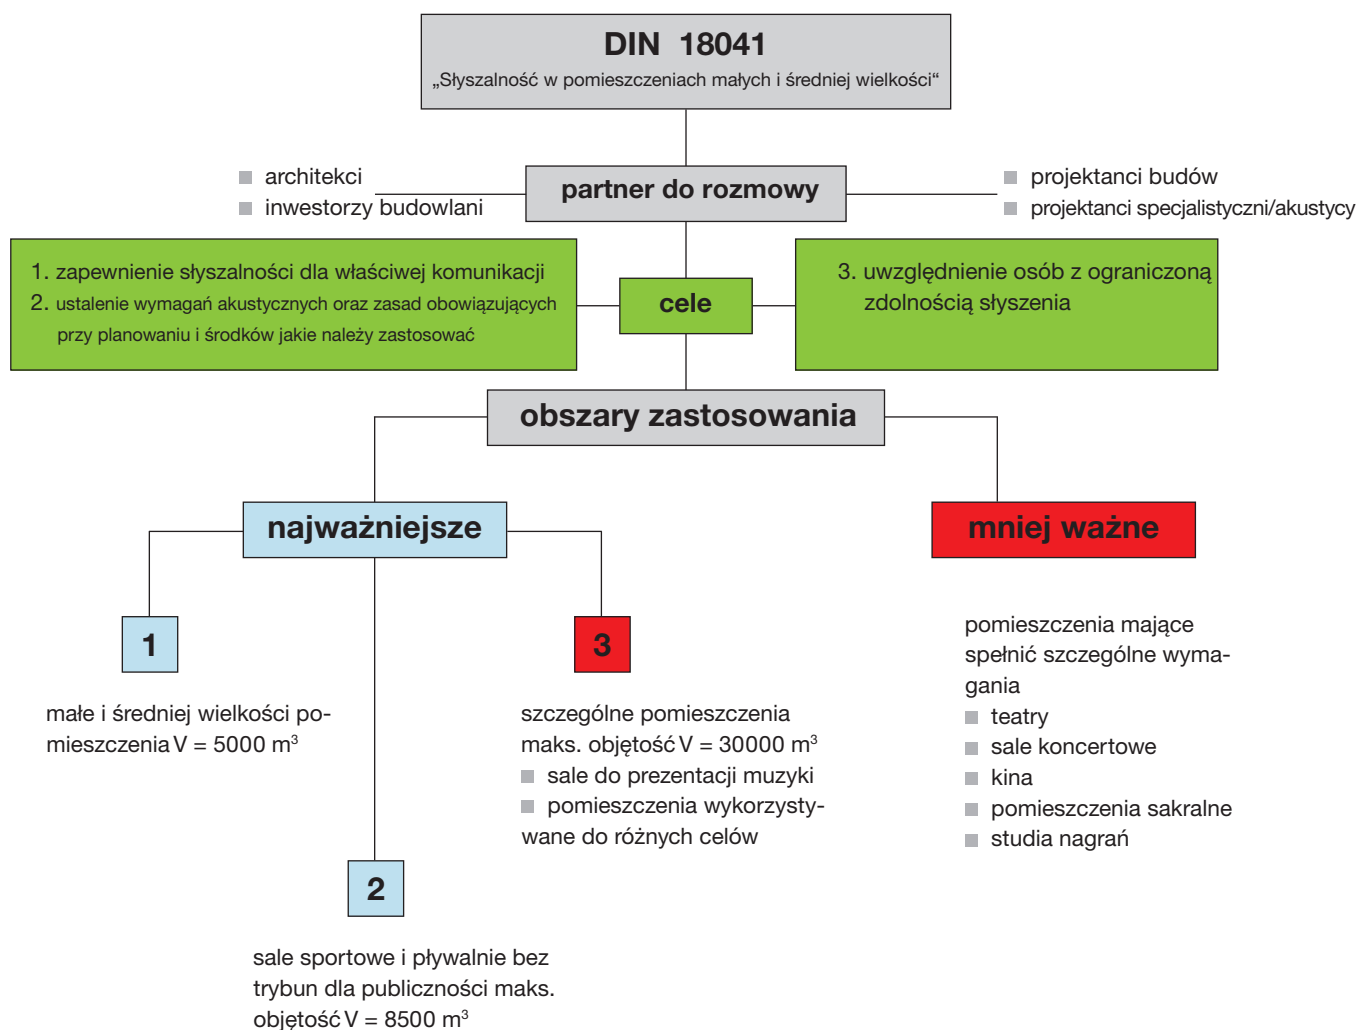 DIN 18041
„Słyszalność w pomieszczeniach małych i średniej wielkości“
architekci
inwestorzy budowlani
partner do rozmowy
projektanci budów
projektanci specjalistyczni/akustycy
1. zapewnienie słyszalności dla właściwej komunikacji
2. ustalenie wymagań akustycznych oraz zasad obowiązujących
przy planowaniu i środków jakie należy zastosować
cele
3. uwzględnienie osób z ograniczoną
zdolnością słyszenia
obszary zastosowania
najważniejsze
mniej ważne
1
małe i średniej wielkości po-
mieszczenia V = 5000 m³
2
sale sportowe i pływalnie bez
trybun dla publiczności maks.
objętość V = 8500 m³
3
szczególne pomieszczenia
maks. objętość V = 30000 m³
sale do prezentacji muzyki
pomieszczenia wykorzysty-
wane do różnych celów
pomieszczenia mające
spełnić szczególne wyma-
gania
teatry
sale koncertowe
kina
pomieszczenia sakralne
studia nagrań